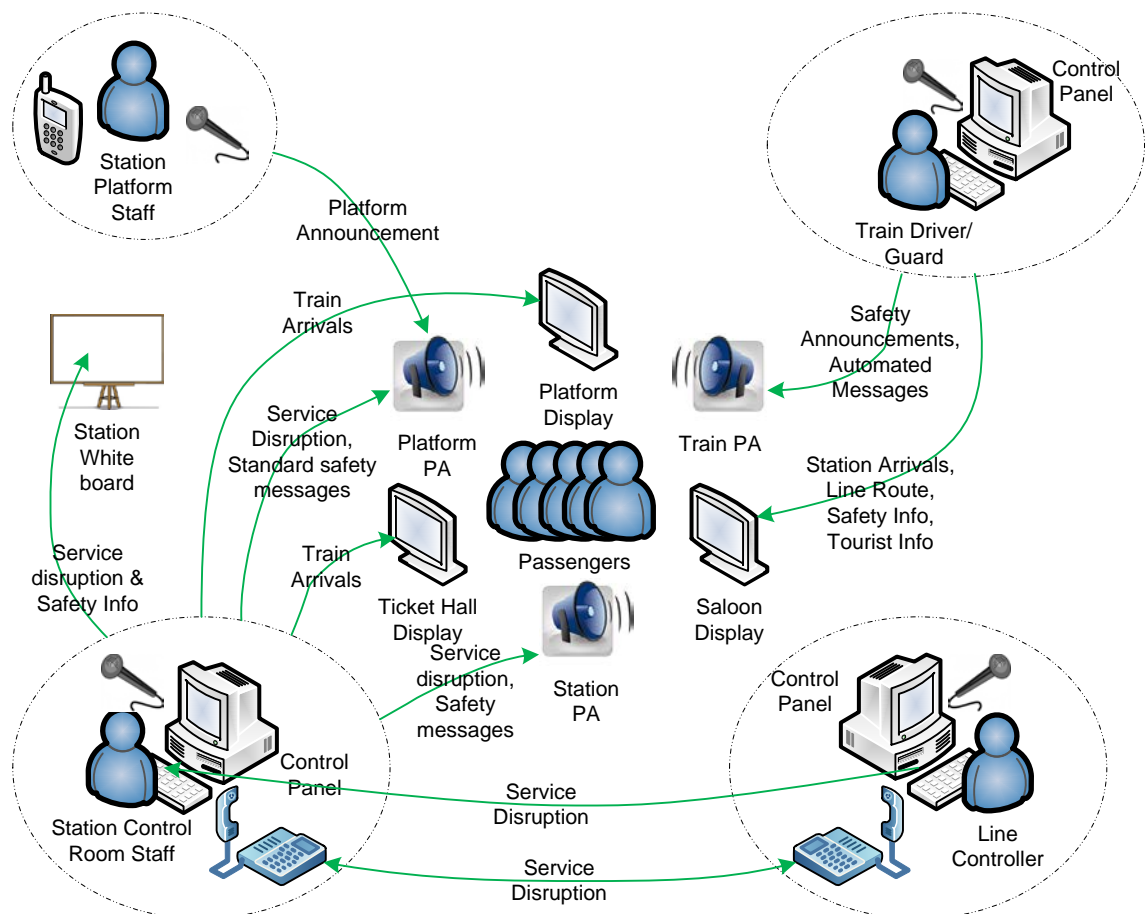 Station
Platform
Staff
Control
Panel
Train Driver/
Guard
Platform
Announcement
Train
Arrivals
Safety
Announcements,
Automated
Messages
Platform
Display
Station
White
board
Service
Disruption,
Standard safety
messages
Platform
PA
Train PA
Station Arrivals,
Line Route,
Safety Info,
Tourist Info
Passengers
Service
disruption &
Safety Info
Train
Arrivals
Ticket Hall
Display
Saloon
Display
Service
disruption,
Safety
messages
Station
PA
Control
Panel
Control
Panel
Service
Disruption
Station Control
Room Staff
Line
Controller
Service
Disruption